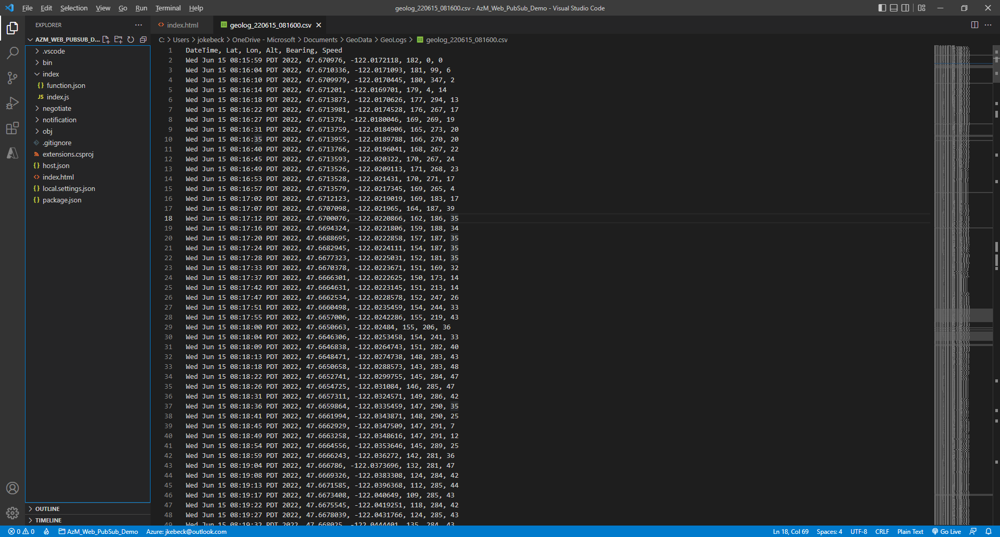 File Edit Selection View Go Run Terminal Help
geolog_220615_081600.csv - AzM_Web_PubSub_Demo - Visual Studio Code
EXPLORER
AZM_WEB_PUBSUB_D...
.vscode
bin
index
{} function.json
JS index.js
negotiate
notification
obj
.gitignore
extensions.csproj
{} host.json
<> index.html
{} local.settings.json
{} package.json
OUTLINE
TIMELINE
<> index.html
geolog_220615_081600.csv
C: > Users > jokebeck > OneDrive - Microsoft > Documents > GeoData > GeoLogs > geolog_220615_081600.csv
1 DateTime, Lat, Lon, Alt, Bearing, Speed
2 Wed Jun 15 08:15:59 PDT 2022, 47.670976, -122.0172118, 182, 0, 0
3 Wed Jun 15 08:16:04 PDT 2022, 47.6710336, -122.0171093, 181, 99, 6
4 Wed Jun 15 08:16:10 PDT 2022, 47.6709979, -122.0170445, 180, 347, 2
5 Wed Jun 15 08:16:14 PDT 2022, 47.671201, -122.0169701, 179, 4, 14
6 Wed Jun 15 08:16:18 PDT 2022, 47.6713873, -122.0170626, 177, 294, 13
7 Wed Jun 15 08:16:22 PDT 2022, 47.6713981, -122.0174528, 176, 267, 17
8 Wed Jun 15 08:16:27 PDT 2022, 47.671378, -122.0180046, 169, 269, 19
9 Wed Jun 15 08:16:31 PDT 2022, 47.6713759, -122.0184906, 165, 273, 20
10 Wed Jun 15 08:16:35 PDT 2022, 47.6713955, -122.0189788, 166, 270, 20
11 Wed Jun 15 08:16:40 PDT 2022, 47.6713766, -122.0196041, 168, 267, 22
12 Wed Jun 15 08:16:45 PDT 2022, 47.6713593, -122.020322, 170, 267, 24
13 Wed Jun 15 08:16:49 PDT 2022, 47.6713526, -122.0209113, 171, 268, 23
14 Wed Jun 15 08:16:53 PDT 2022, 47.6713528, -122.021431, 170, 271, 17
15 Wed Jun 15 08:16:57 PDT 2022, 47.6713579, -122.0217345, 169, 265, 4
16 Wed Jun 15 08:17:02 PDT 2022, 47.6712123, -122.0219019, 169, 183, 17
17 Wed Jun 15 08:17:07 PDT 2022, 47.6707098, -122.021965, 164, 187, 39
18 Wed Jun 15 08:17:12 PDT 2022, 47.6700076, -122.0220866, 162, 186, 35
19 Wed Jun 15 08:17:16 PDT 2022, 47.6694324, -122.0221806, 159, 188, 34
20 Wed Jun 15 08:17:20 PDT 2022, 47.6688695, -122.0222858, 157, 187, 35
21 Wed Jun 15 08:17:24 PDT 2022, 47.6682945, -122.0224111, 154, 187, 35
22 Wed Jun 15 08:17:28 PDT 2022, 47.6677323, -122.0225031, 152, 181, 35
23 Wed Jun 15 08:17:33 PDT 2022, 47.6670378, -122.0223671, 151, 169, 32
24 Wed Jun 15 08:17:37 PDT 2022, 47.6666301, -122.0222625, 150, 173, 14
25 Wed Jun 15 08:17:42 PDT 2022, 47.6664631, -122.0223145, 151, 213, 14
26 Wed Jun 15 08:17:47 PDT 2022, 47.6662534, -122.0228578, 152, 247, 26
27 Wed Jun 15 08:17:51 PDT 2022, 47.6660498, -122.0235459, 154, 244, 33
28 Wed Jun 15 08:17:55 PDT 2022, 47.6657006, -122.0242286, 155, 219, 43
29 Wed Jun 15 08:18:00 PDT 2022, 47.6650663, -122.02484, 155, 206, 36
30 Wed Jun 15 08:18:04 PDT 2022, 47.6646306, -122.0253458, 154, 241, 33
31 Wed Jun 15 08:18:09 PDT 2022, 47.6646838, -122.0264743, 151, 282, 40
32 Wed Jun 15 08:18:13 PDT 2022, 47.6648471, -122.0274738, 148, 283, 43
33 Wed Jun 15 08:18:18 PDT 2022, 47.6650658, -122.0288573, 143, 283, 48
34 Wed Jun 15 08:18:22 PDT 2022, 47.6652741, -122.0299755, 145, 284, 47
35 Wed Jun 15 08:18:26 PDT 2022, 47.6654725, -122.031084, 146, 285, 47
36 Wed Jun 15 08:18:31 PDT 2022, 47.6657311, -122.0324571, 149, 286, 42
37 Wed Jun 15 08:18:36 PDT 2022, 47.6659864, -122.0335459, 147, 290, 35
38 Wed Jun 15 08:18:41 PDT 2022, 47.6661994, -122.0343871, 148, 290, 25
39 Wed Jun 15 08:18:45 PDT 2022, 47.6662929, -122.0347509, 147, 291, 7
40 Wed Jun 15 08:18:49 PDT 2022, 47.6663258, -122.0348616, 147, 291, 12
41 Wed Jun 15 08:18:54 PDT 2022, 47.6664556, -122.0353646, 145, 289, 25
42 Wed Jun 15 08:18:59 PDT 2022, 47.6666243, -122.036272, 142, 281, 36
43 Wed Jun 15 08:19:04 PDT 2022, 47.666786, -122.0373696, 132, 281, 47
44 Wed Jun 15 08:19:08 PDT 2022, 47.6669326, -122.0383308, 124, 284, 42
45 Wed Jun 15 08:19:13 PDT 2022, 47.6671585, -122.0396368, 112, 285, 44
46 Wed Jun 15 08:19:17 PDT 2022, 47.6673408, -122.040649, 109, 285, 43
47 Wed Jun 15 08:19:22 PDT 2022, 47.6675545, -122.0419251, 118, 284, 42
48 Wed Jun 15 08:19:27 PDT 2022, 47.6678039, -122.0431766, 124, 285, 43
49 Wed Jun 15 08:19:32 PDT 2022, 47.668025, -122.0444401, 135, 284, 43
0 0 AzM_Web_PubSub_Demo Azure: jkebeck@outlook.com
Ln 18, Col 69 Spaces: 4 UTF-8 CRLF Plain Text Go Live